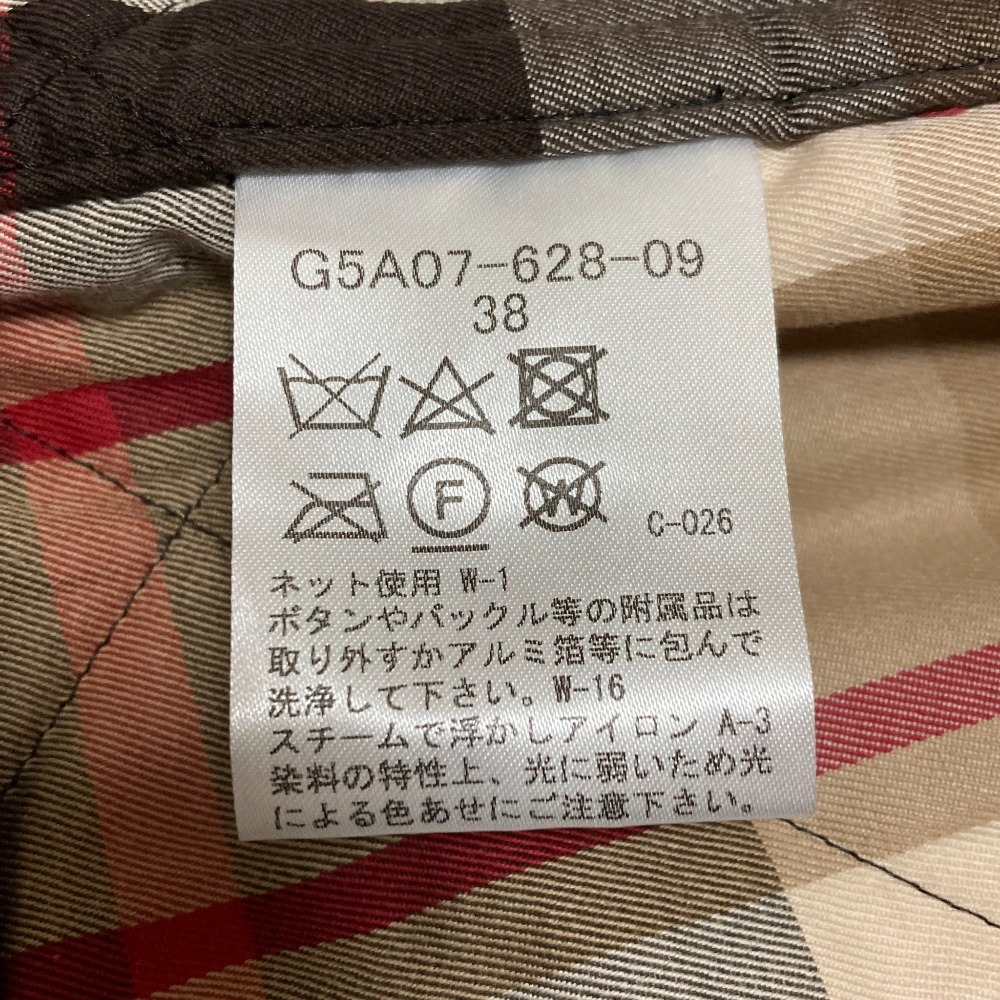 G5A07-628-09
38
F W
C-026
ネット使用 W-1
ボタンやバックル等の附属品は
取り外すかアルミ箔等に包んで
洗浄して下さい。W-16
スチームで浮かしアイロン A-3
染料の特性上、光に弱いため光
による色あせにご注意下さい。